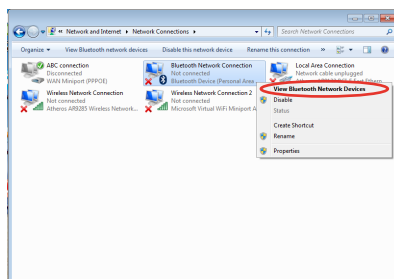 « Network and Internet ▸ Network Connections ▸
Search Network Connections
Organize ▾ View Bluetooth network devices Disable this network device Rename this connection »
ABC connection
Disconnected
WAN Miniport (PPPOE)
Bluetooth Network Connection
Not connected
Bluetooth Device (Personal Area
Local Area Connection
Network cable unplugged
Wireless Network Connection
Not connected
Atheros AR9285 Wireless Network...
Wireless Network Connection 2
Not connected
Microsoft Virtual WiFi Miniport A
View Bluetooth Network Devices
Disable
Status
Create Shortcut
Rename
Properties